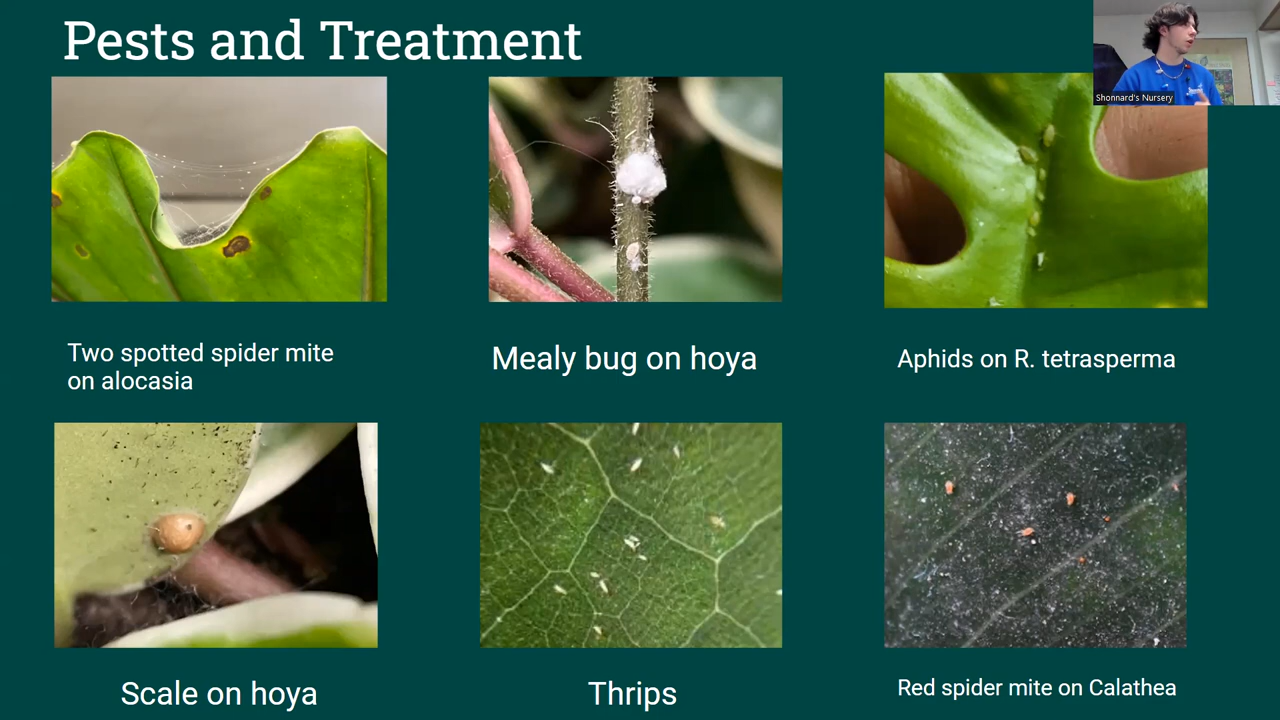 Pests and Treatment
Shonnard's Nursery
Two spotted spider mite
on alocasia
Mealy bug on hoya
Aphids on R. tetrasperma
Scale on hoya
Thrips
Red spider mite on Calathea